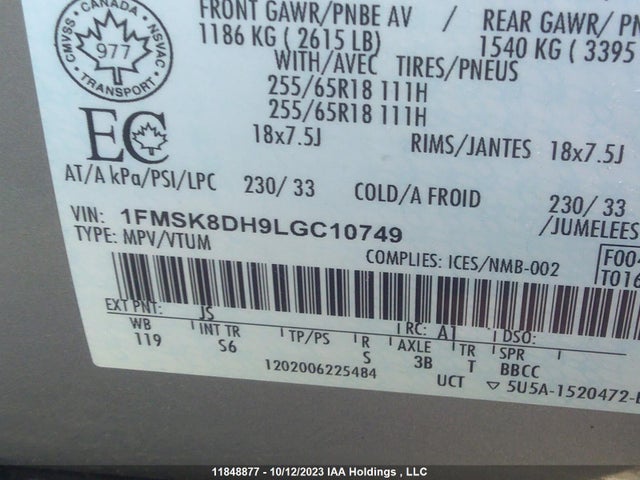 CMVSS • CANADA • NSVAC
977
TRANSPORT
FRONT GAWR/PNBE AV / REAR GAWR/
1186 KG ( 2615 LB) 1540 KG ( 3395
WITH/AVEC TIRES/PNEUS
255/65R18 111H
255/65R18 111H
EC
18x7.5J RIMS/JANTES 18x7.5J
AT/A kPa/PSI/LPC 230/ 33 COLD/A FROID 230/ 33
VIN: 1FMSK8DH9LGC10749 /JUMELEES
TYPE: MPV/VTUM COMPLIES: ICES/NMB-002
EXT PNT: JS RC: A1 DSO:
WB INT TR TP/PS R AXLE TR SPR
119 S6 S 3B T BBCC
1202006225484 UCT ▽ 5U5A-1520472-
11848877 - 10/12/2023 IAA Holdings , LLC